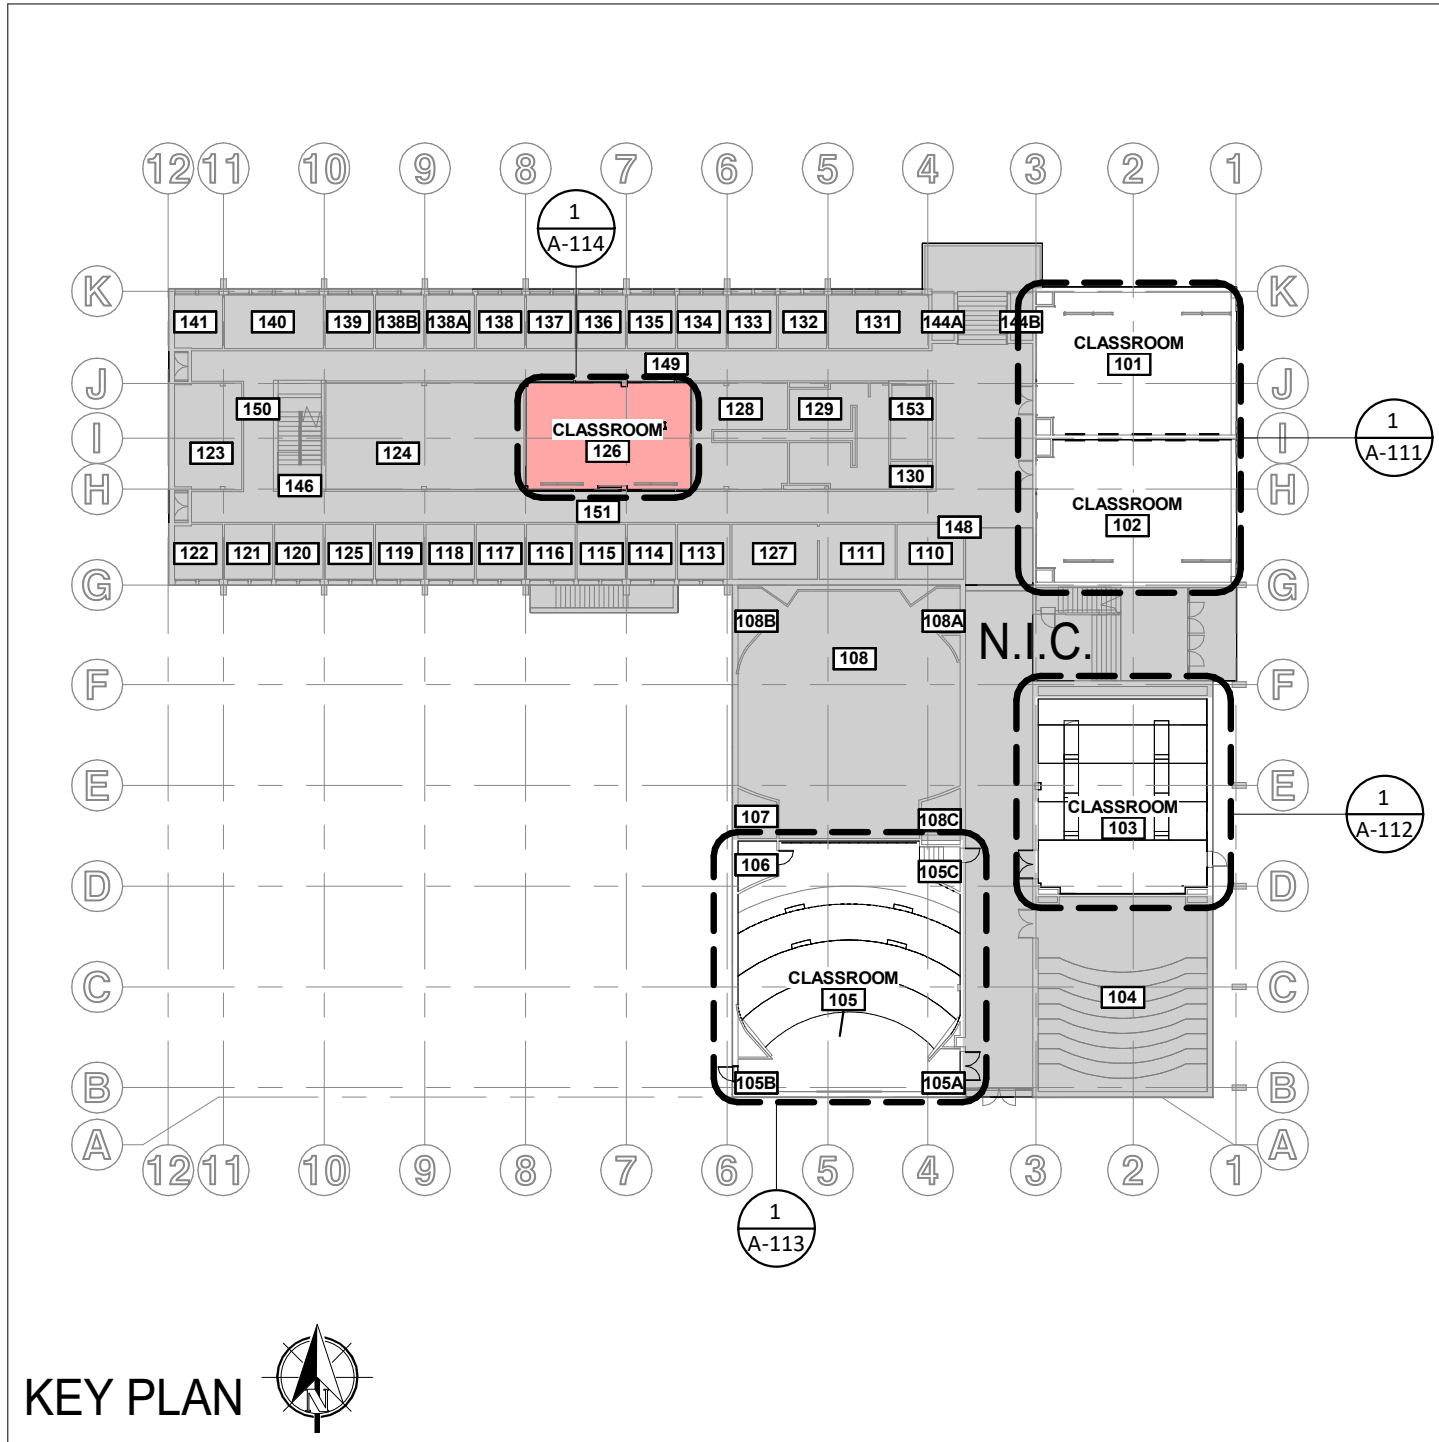 12 11 10 9 8 7 6 5 4 3 2 1
1
A-114
K K
141 140 139 138B 138A 138 137 136 135 134 133 132 131 144A 144B
CLASSROOM
101
149
J J
150 128 129 153
CLASSROOM
126
1
A-111
I I
123 124
130
146
H H
CLASSROOM
102
151
148
122 121 120 125 119 118 117 116 115 114 113 127 111 110
G G
108B 108A
N.I.C.
108
F F
E E
CLASSROOM
103
1
A-112
107 108C
106 105C
D D
CLASSROOM
105
C C
104
105B 105A
B B
A A
12 11 10 9 8 7 6 5 4 3 2 1
1
A-113
KEY PLAN
N